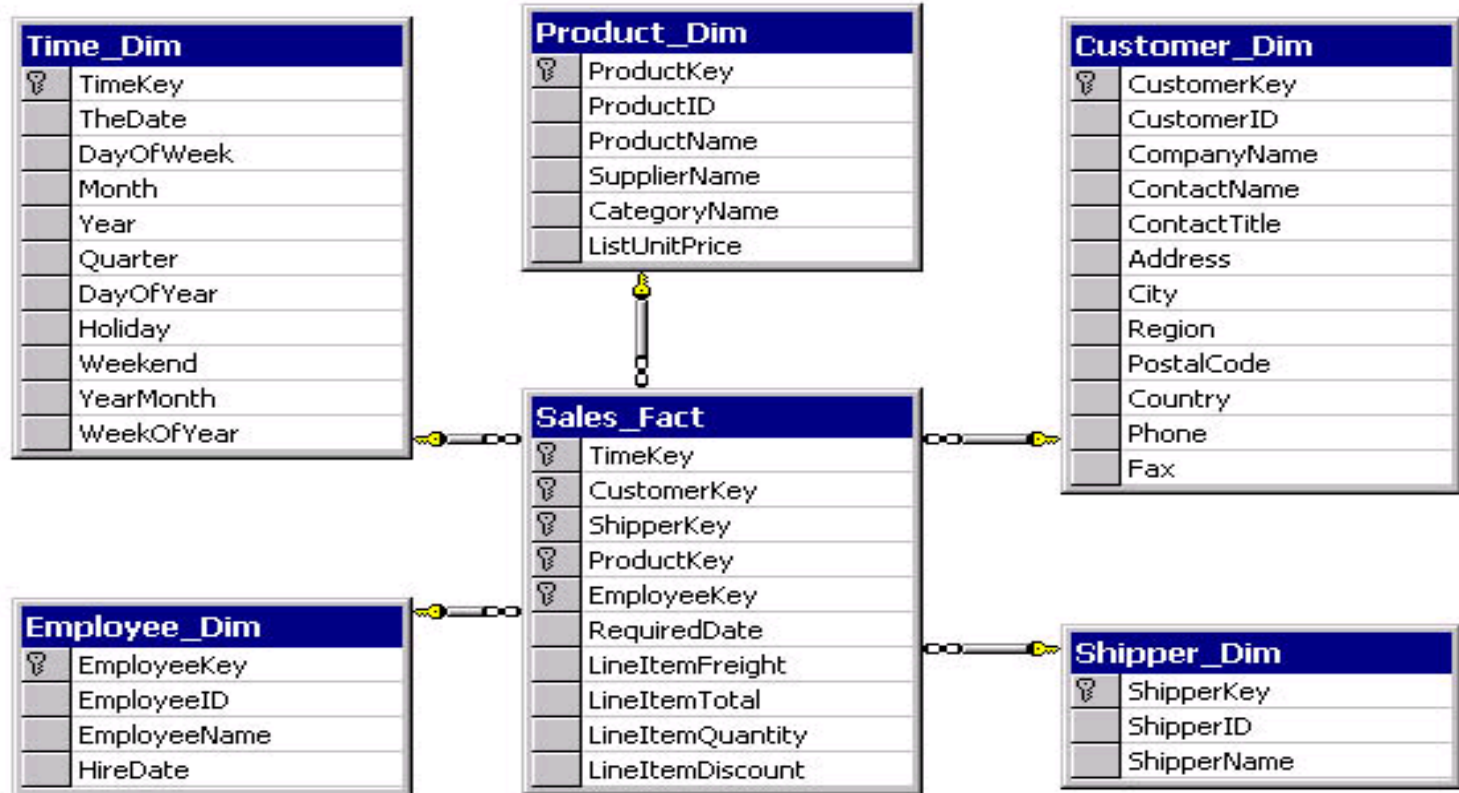 Time_Dim
TimeKey
TheDate
DayOfWeek
Month
Year
Quarter
DayOfYear
Holiday
Weekend
YearMonth
WeekOfYear
Product_Dim
ProductKey
ProductID
ProductName
SupplierName
CategoryName
ListUnitPrice
Customer_Dim
CustomerKey
CustomerID
CompanyName
ContactName
ContactTitle
Address
City
Region
PostalCode
Country
Phone
Fax
Sales_Fact
TimeKey
CustomerKey
ShipperKey
ProductKey
EmployeeKey
RequiredDate
LineItemFreight
LineItemTotal
LineItemQuantity
LineItemDiscount
Employee_Dim
EmployeeKey
EmployeeID
EmployeeName
HireDate
Shipper_Dim
ShipperKey
ShipperID
ShipperName